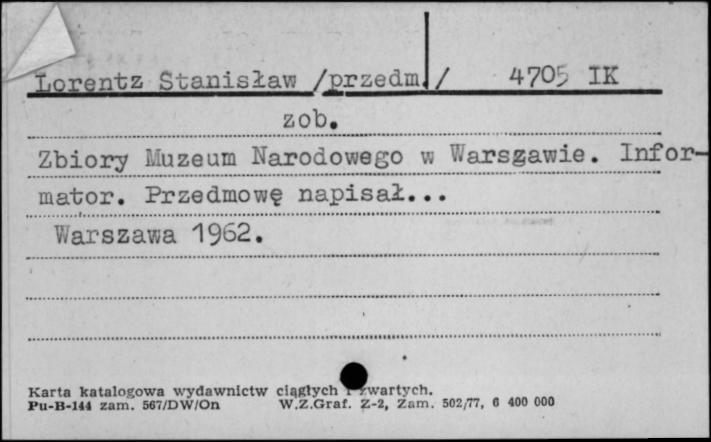 Lorentz Stanisław /przedm./ 4705 IK
zob.
Zbiory Muzeum Narodowego w Warszawie. Infor-
mator. Przedmowę napisał...
Warszawa 1962.
Karta katalogowa wydawnictw ciągłych i zwartych.
Pu-B-144 zam. 567/DW/On W.Z.Graf. Z-2, Zam. 502/77, 6 400 000